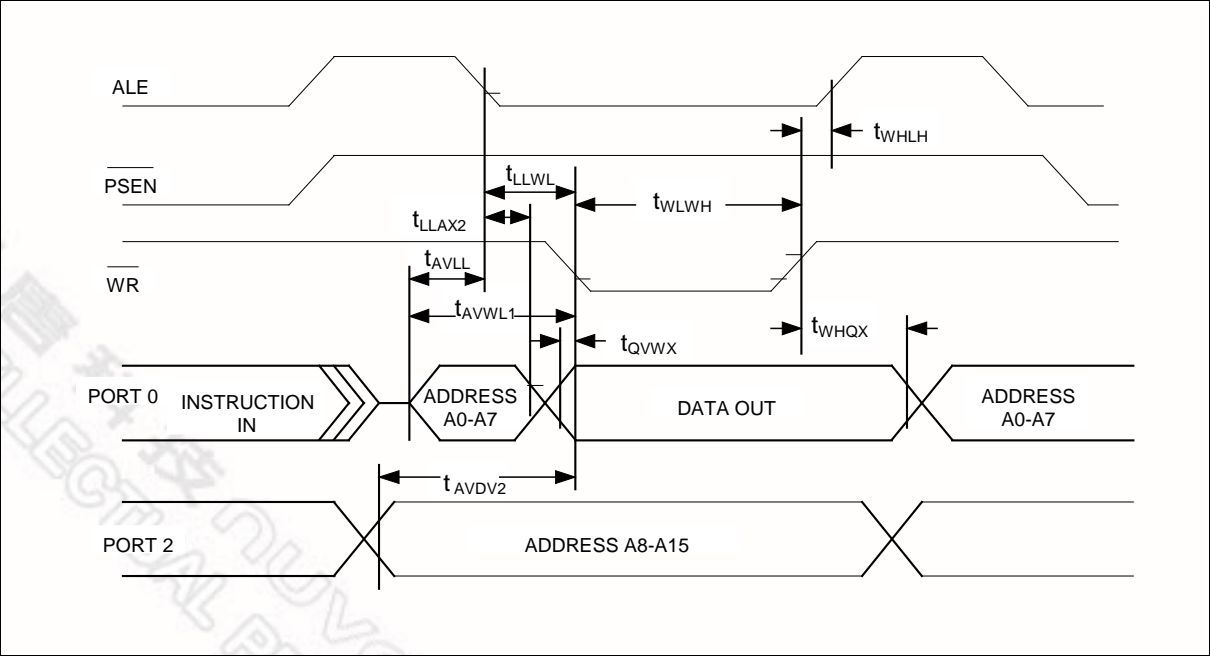 ALE
tWHLH
PSEN
tLLWL
tWLWH
tLLAX2
tAVLL
WR
tAVWL1
tWHQX
tQVWX
PORT 0
INSTRUCTION
IN
ADDRESS
A0-A7
DATA OUT
ADDRESS
A0-A7
t AVDV2
PORT 2
ADDRESS A8-A15